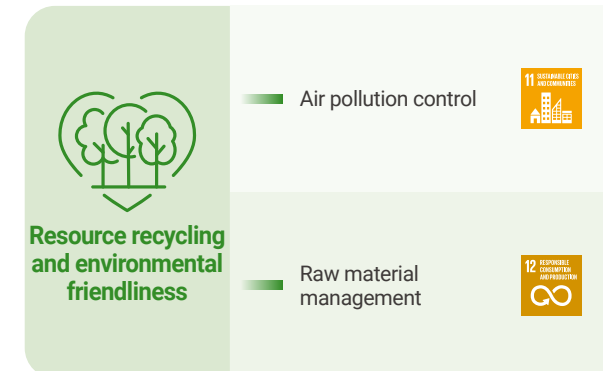 Resource recycling
and environmental
friendliness
Air pollution control
11 SUSTAINABLE CITIES
AND COMMUNITIES
Raw material
management
12 RESPONSIBLE
CONSUMPTION
AND PRODUCTION